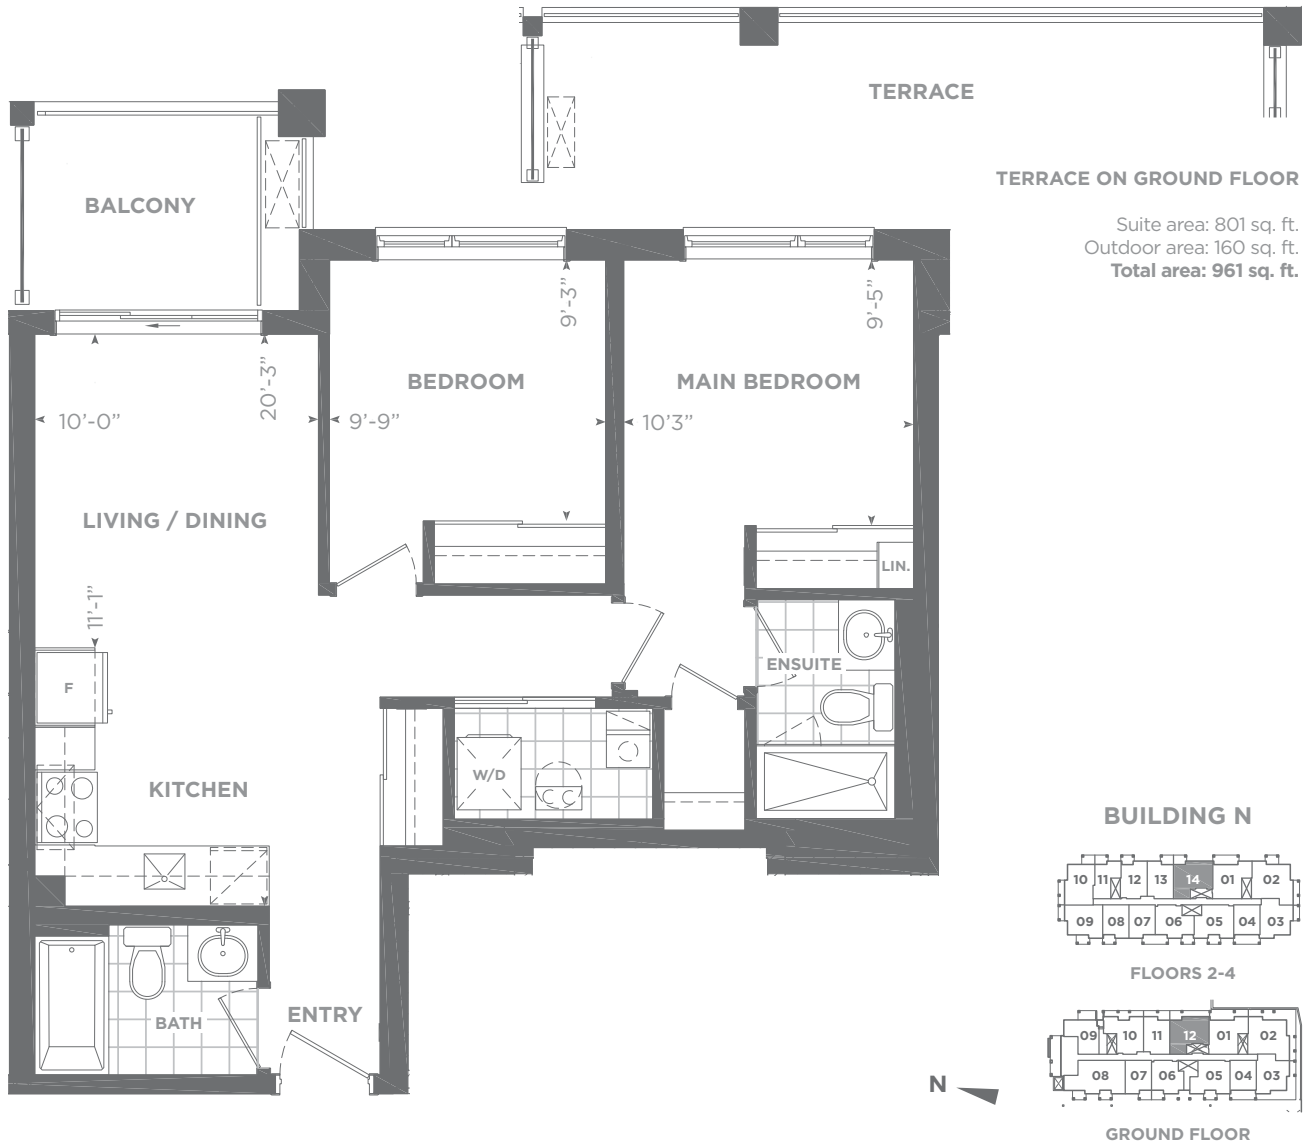 TERRACE
BALCONY
TERRACE ON GROUND FLOOR
Suite area: 801 sq. ft.
Outdoor area: 160 sq. ft.
Total area: 961 sq. ft.
9’-3”
9’-5”
20’-3”
BEDROOM
MAIN BEDROOM
10’-0”
9’-9”
10’3”
LIVING / DINING
LIN.
11’-1”
ENSUITE
F
W/D
KITCHEN
BUILDING N
10 11 12 13 14 01 02
09 08 07 06 05 04 03
FLOORS 2-4
BATH
ENTRY
09 10 11 12 01 02
08 07 06 05 04 03
N
GROUND FLOOR